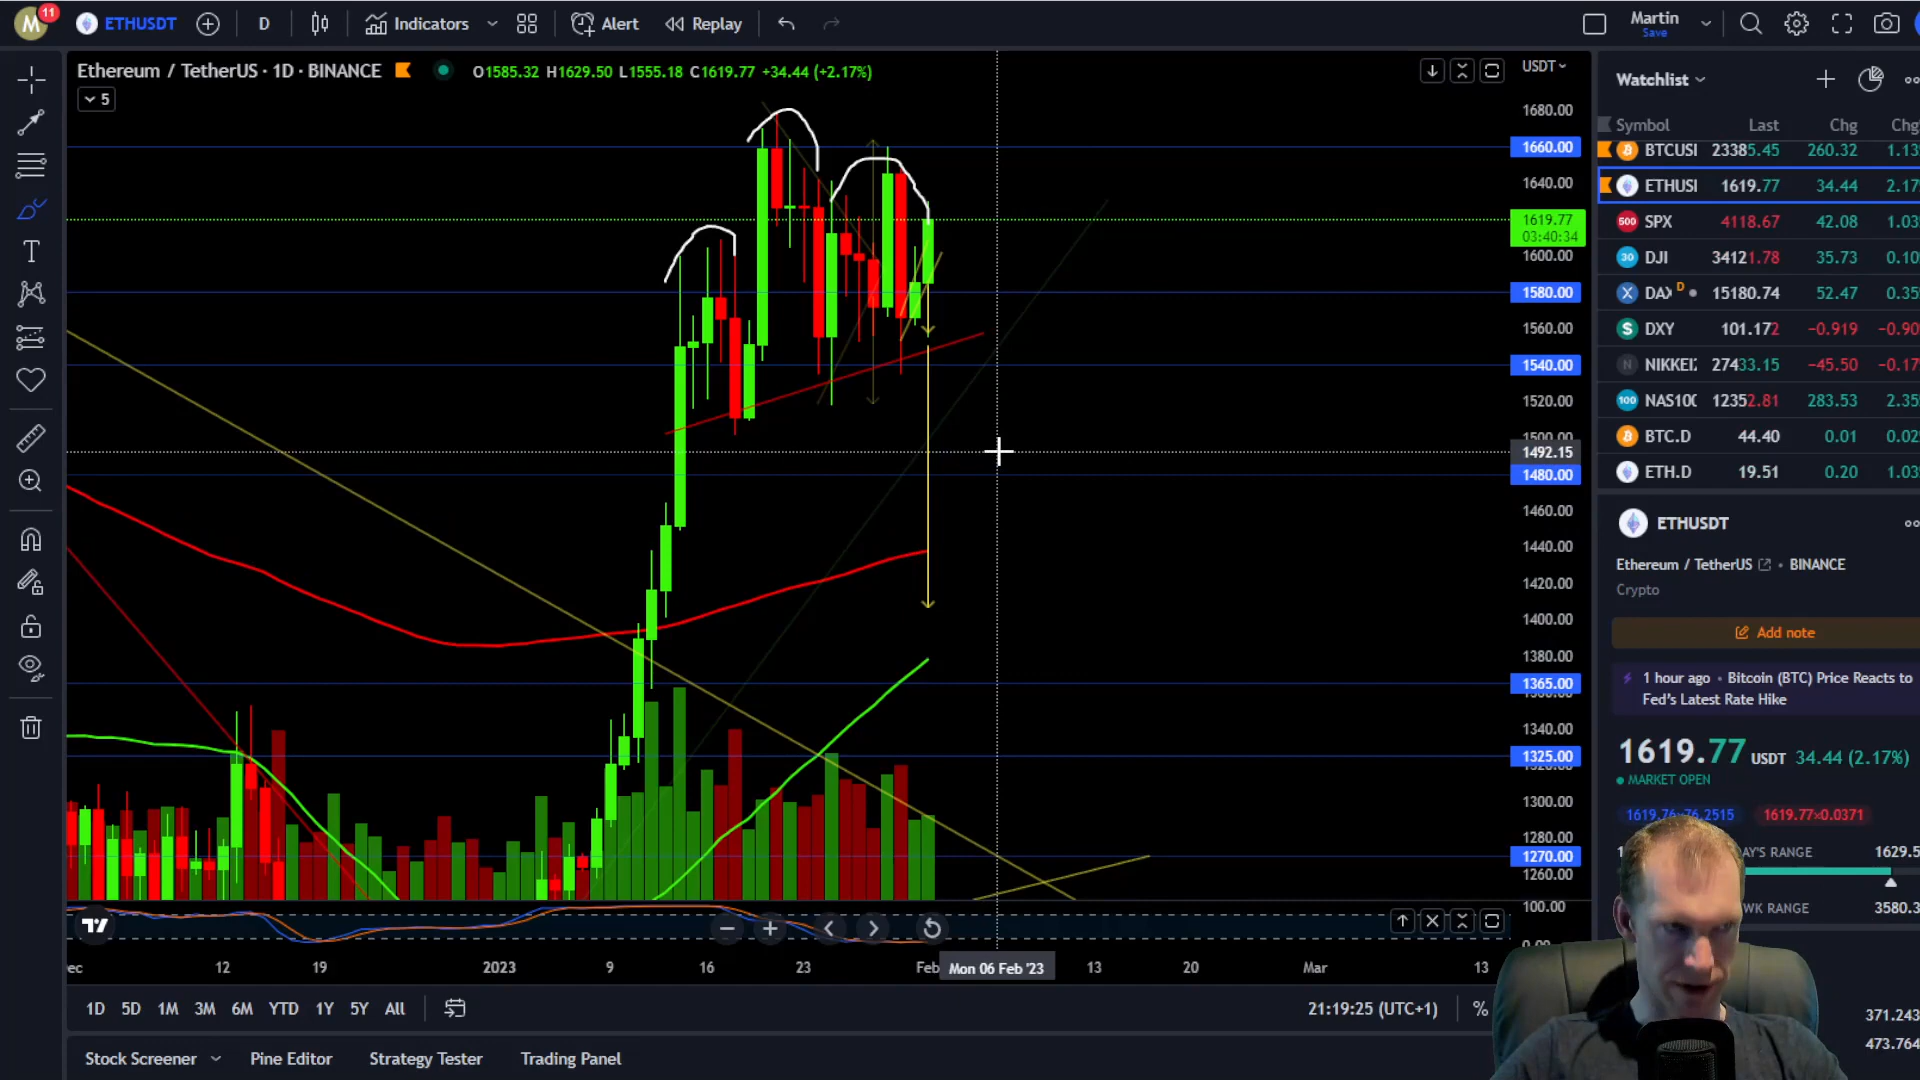 M 11 ETHUSDT D Indicators Alert Replay Martin
Save
Ethereum / TetherUS · 1D · BINANCE O1585.32 H1629.50 L1555.18 C1619.77 +34.44 (+2.17%)
5
USDT
1680.00
1660.00
1640.00
1619.77
03:40:34
1600.00
1580.00
1560.00
1540.00
1520.00
1500.00
1492.15
1480.00
1460.00
1440.00
1420.00
1400.00
1380.00
1365.00
1340.00
1325.00
1300.00
1280.00
1270.00
1260.00
100.00
0.00
12 19 2023 9 16 23 Feb Mon 06 Feb '23 13 20 Mar 13
1D 5D 1M 3M 6M YTD 1Y 5Y All 21:19:25 (UTC+1) %
Stock Screener Pine Editor Strategy Tester Trading Panel
Watchlist
Symbol Last Chg Chg
BTCUSI 23385.45 260.32 1.13
ETHUSI 1619.77 34.44 2.17
500 SPX 4118.67 42.08 1.03
30 DJI 34121.78 35.73 0.10
X DAX D 15180.74 52.47 0.35
$ DXY 101.172 −0.919 −0.90
N NIKKEI 27433.15 −45.50 −0.17
100 NAS100 12352.81 283.53 2.35
BTC.D 44.40 0.01 0.02
ETH.D 19.51 0.20 1.03
ETHUSDT
Ethereum / TetherUS • BINANCE
Crypto
Add note
1 hour ago • Bitcoin (BTC) Price Reacts to
Fed's Latest Rate Hike
1619.77 USDT 34.44 (2.17%)
MARKET OPEN
1619.76×76.2515 1619.77×0.0371
AY'S RANGE 1629.5
WK RANGE 3580.3
371.243
473.764